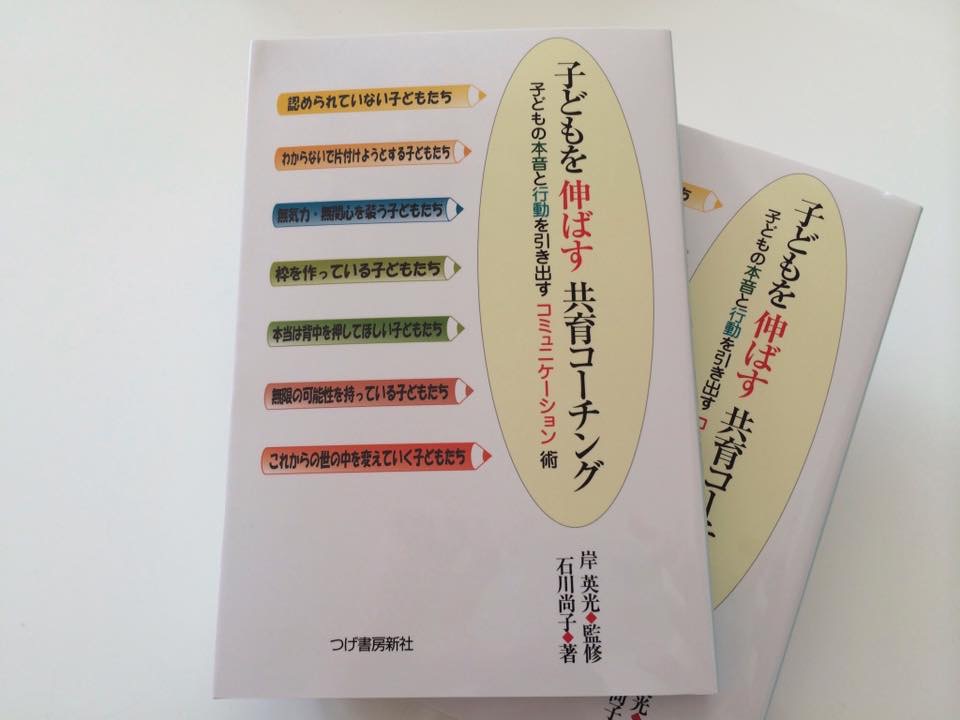 子どもを伸ばす 共育コーチング
子どもの本音と行動を引き出す コミュニケーション術
認められていない子どもたち
わからないで片付けようとする子どもたち
無気力・無関心を装う子どもたち
枠を作っている子どもたち
本当は背中を押してほしい子どもたち
無限の可能性を持っている子どもたち
これからの世の中を変えていく子どもたち
岸 英光◆監修
石川尚子◆著
つげ書房新社
子どもを伸ばす 共育コー
子どもの本音と行動を引き出す コ
ち
光◆
尚子